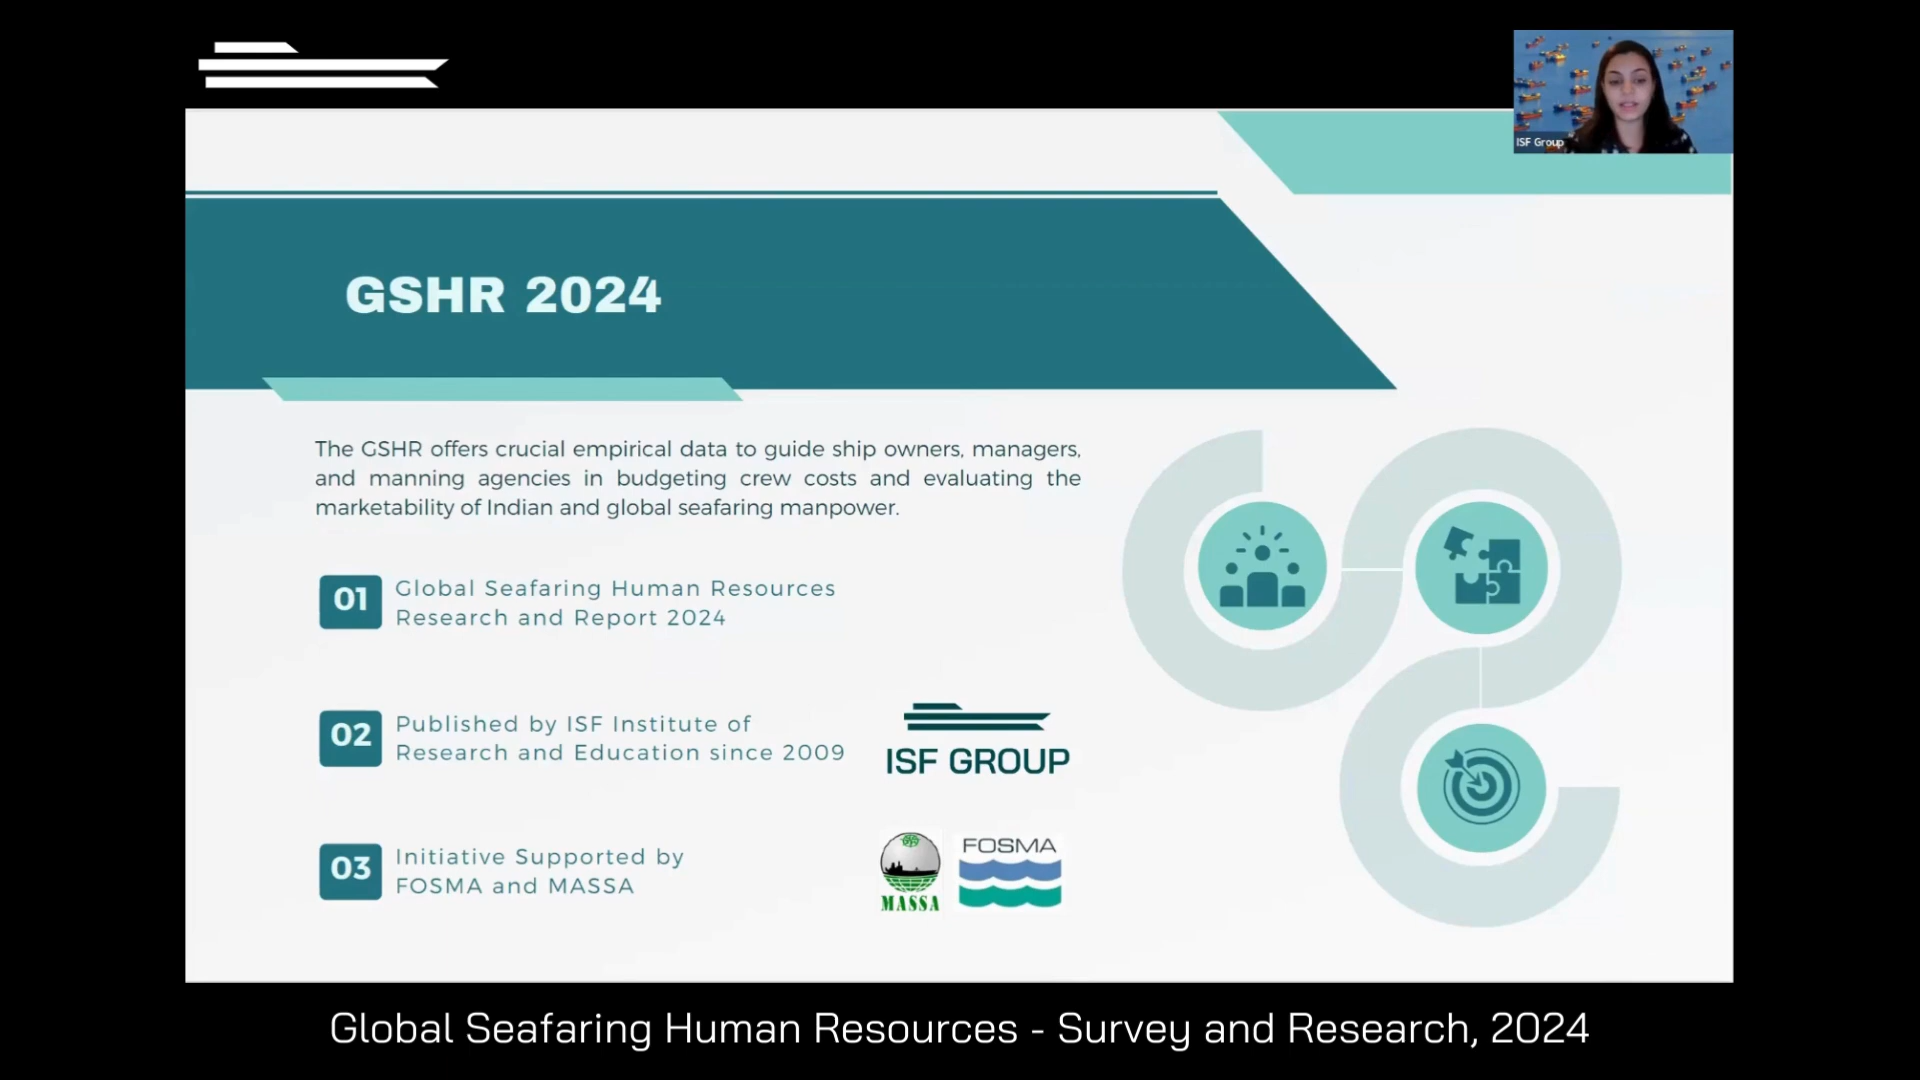 ISF Group
GSHR 2024
The GSHR offers crucial empirical data to guide ship owners, managers,
and manning agencies in budgeting crew costs and evaluating the
marketability of Indian and global seafaring manpower.
01
Global Seafaring Human Resources
Research and Report 2024
02
Published by ISF Institute of
Research and Education since 2009
ISF GROUP
03
Initiative Supported by
FOSMA and MASSA
MASSA
FOSMA
Global Seafaring Human Resources - Survey and Research, 2024